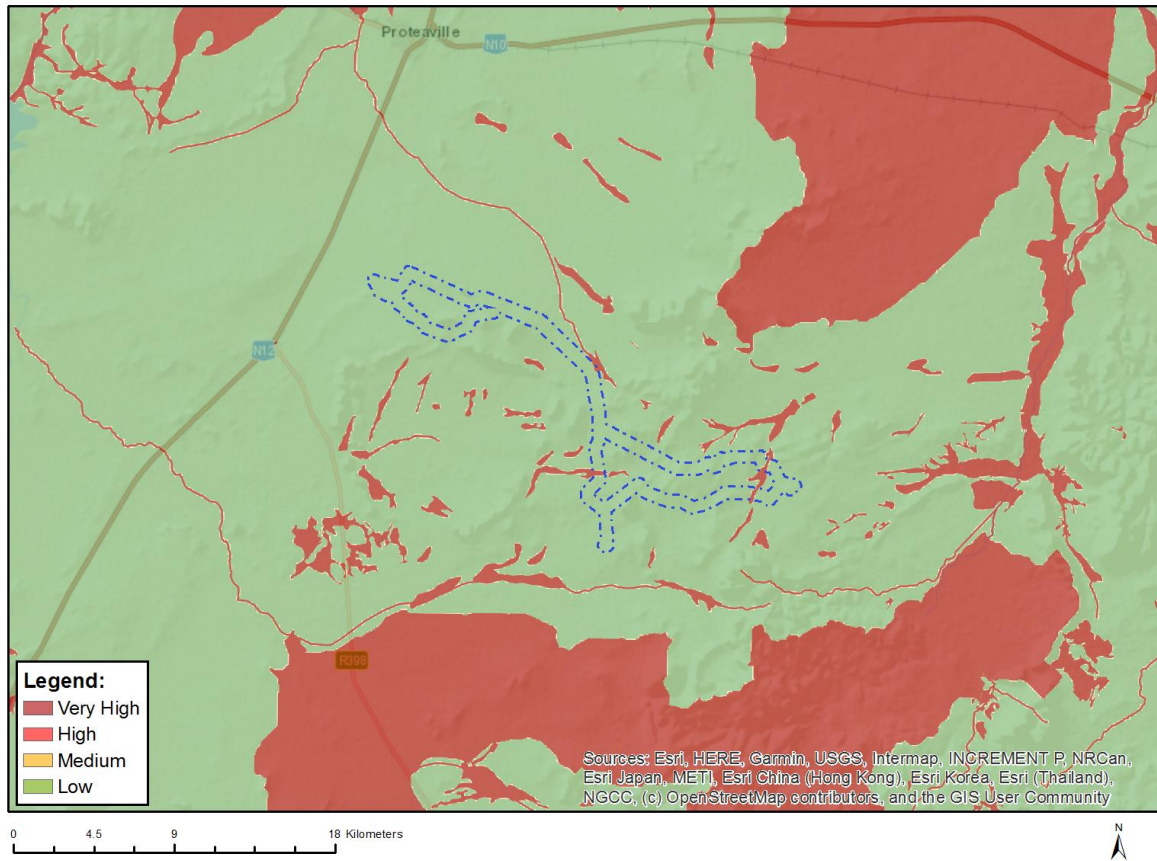 Proteaville
N10
N12
R398
Legend:
Very High
High
Medium
Low
Sources: Esri, HERE, Garmin, USGS, Intermap, INCREMENT P, NRCan,
Esri Japan, METI, Esri China (Hong Kong), Esri Korea, Esri (Thailand),
NGCC, (c) OpenStreetMap contributors, and the GIS User Community
0 4.5 9 18 Kilometers
N